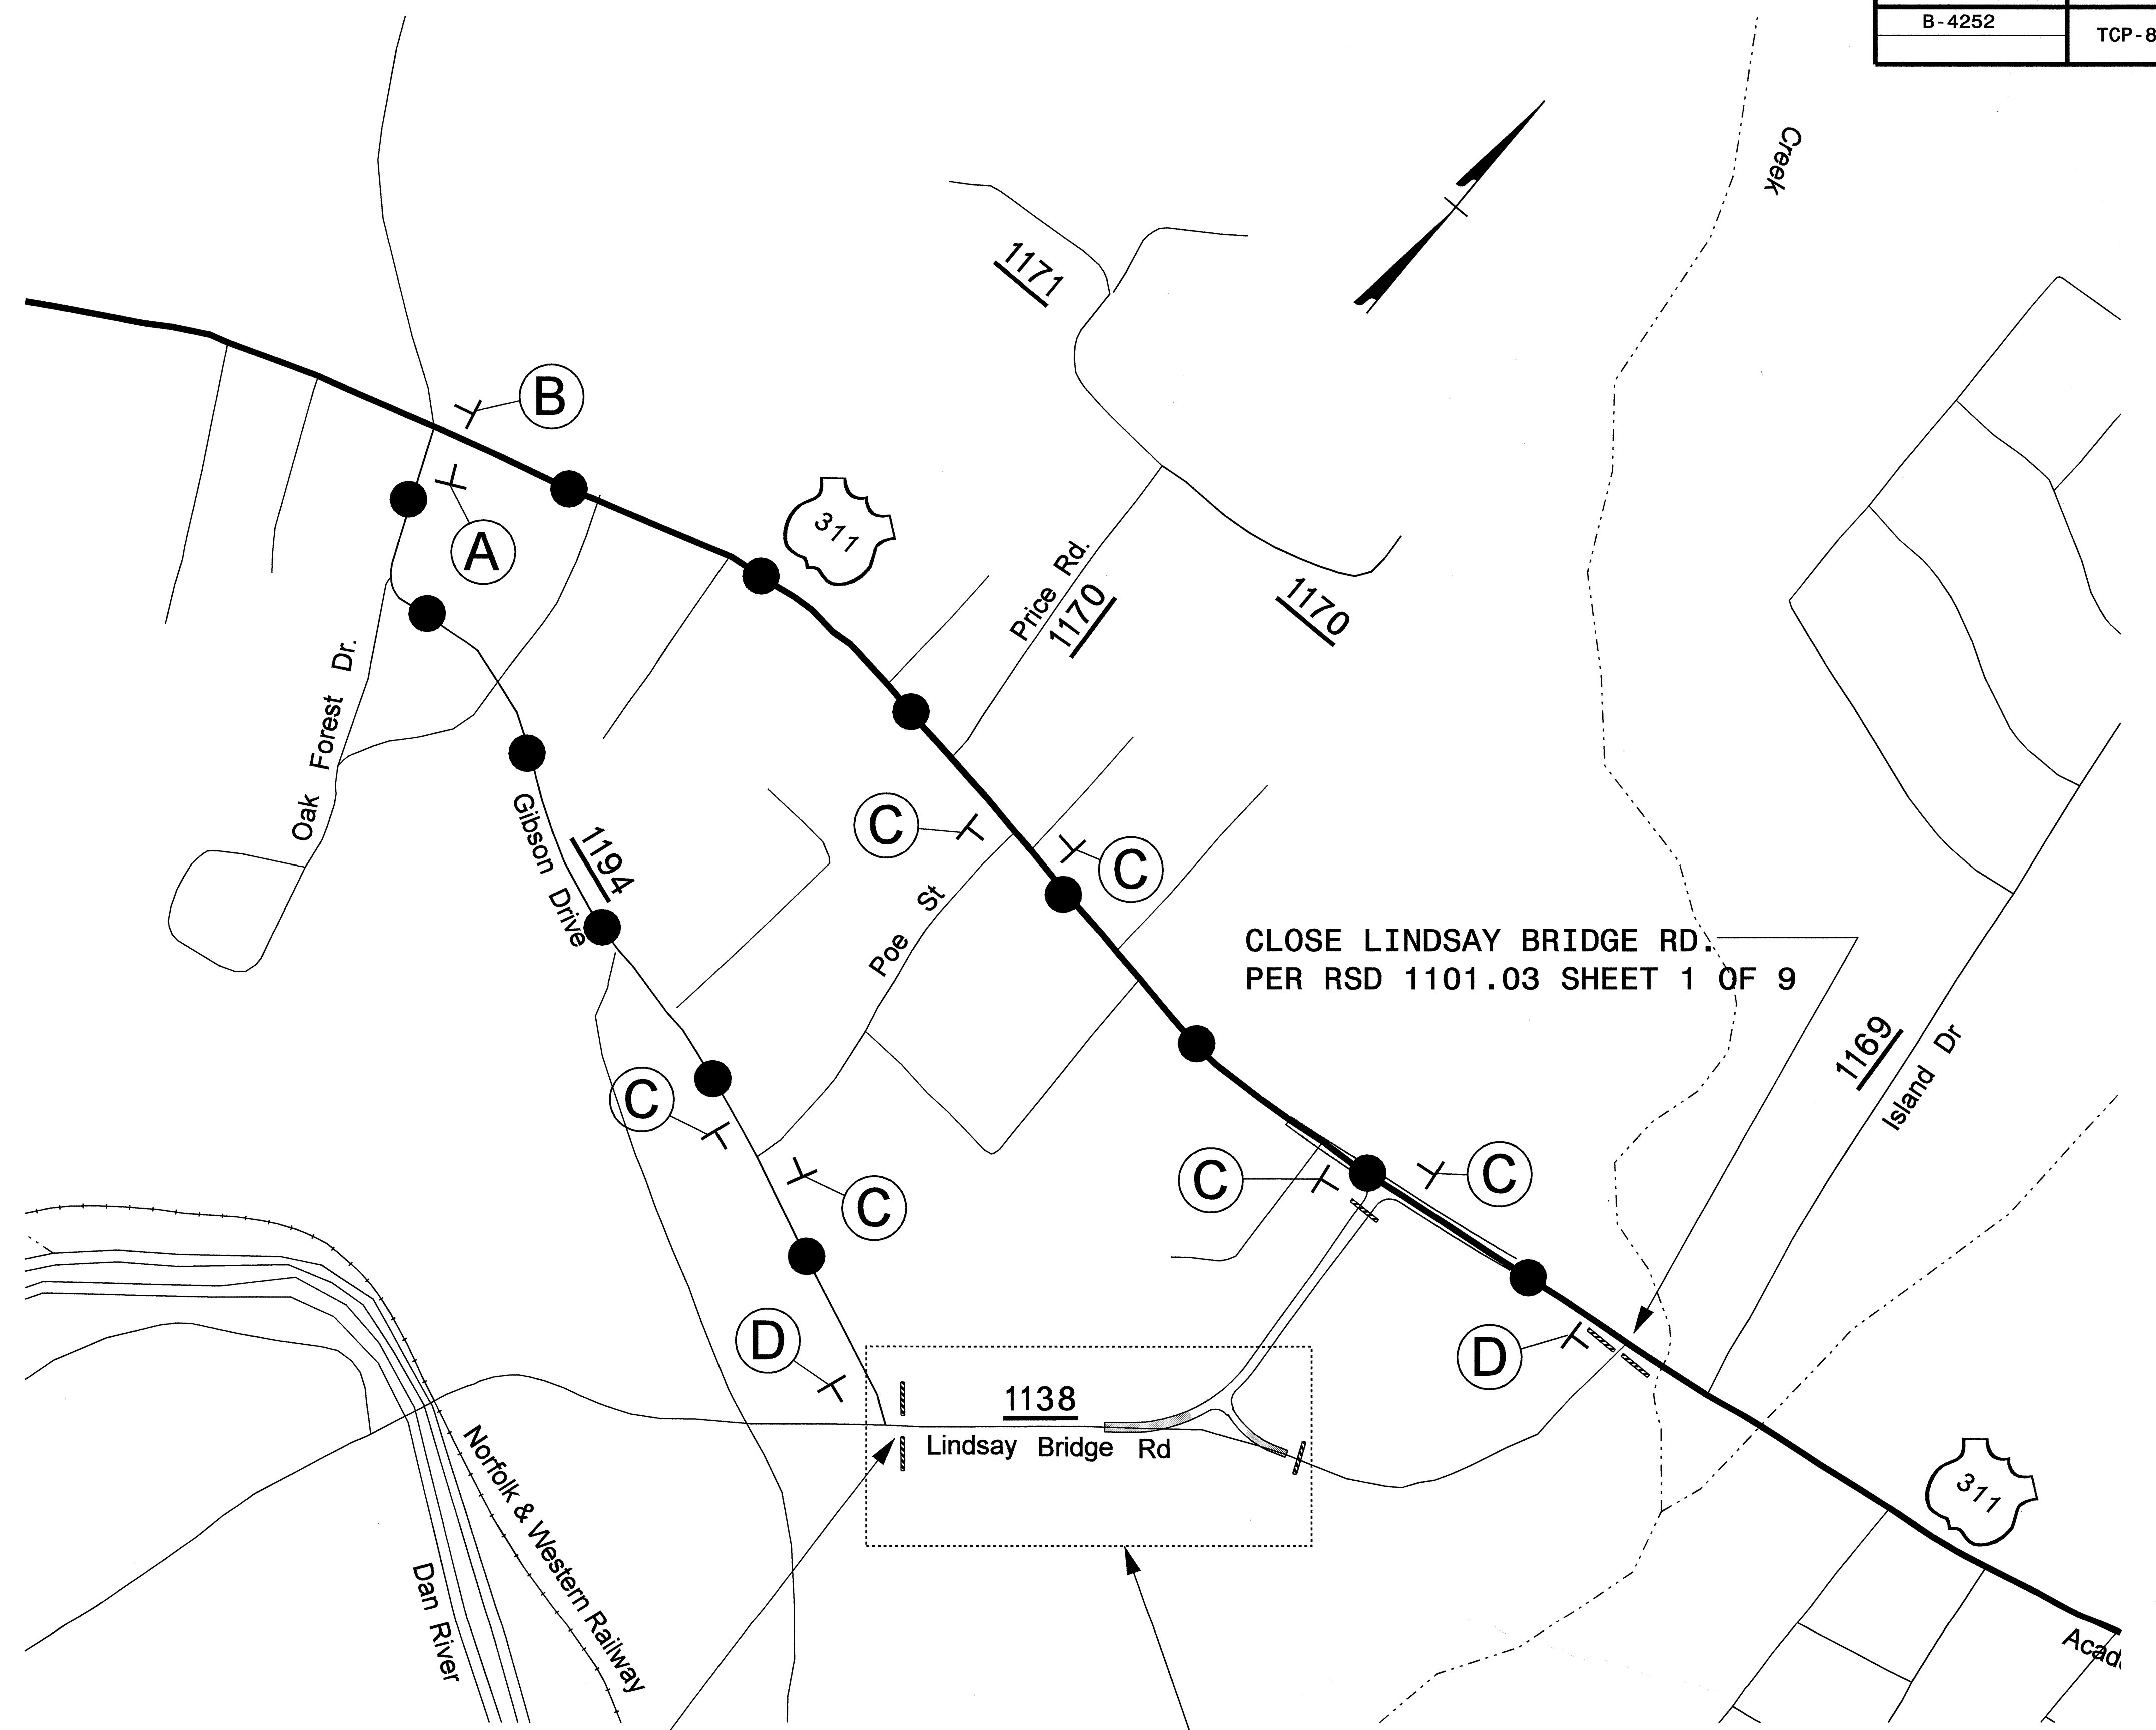 B-4252
TCP-8
Creek
1171
B
311
A
Price Rd.
1170
1170
Oak Forest Dr.
C
C
Gibson Drive
1194
Poe St
CLOSE LINDSAY BRIDGE RD.
PER RSD 1101.03 SHEET 1 OF 9
1169
Island Dr
C
C
C
C
D
D
1138
Lindsay Bridge Rd
Norfolk & Western Railway
Dan River
311
Acad